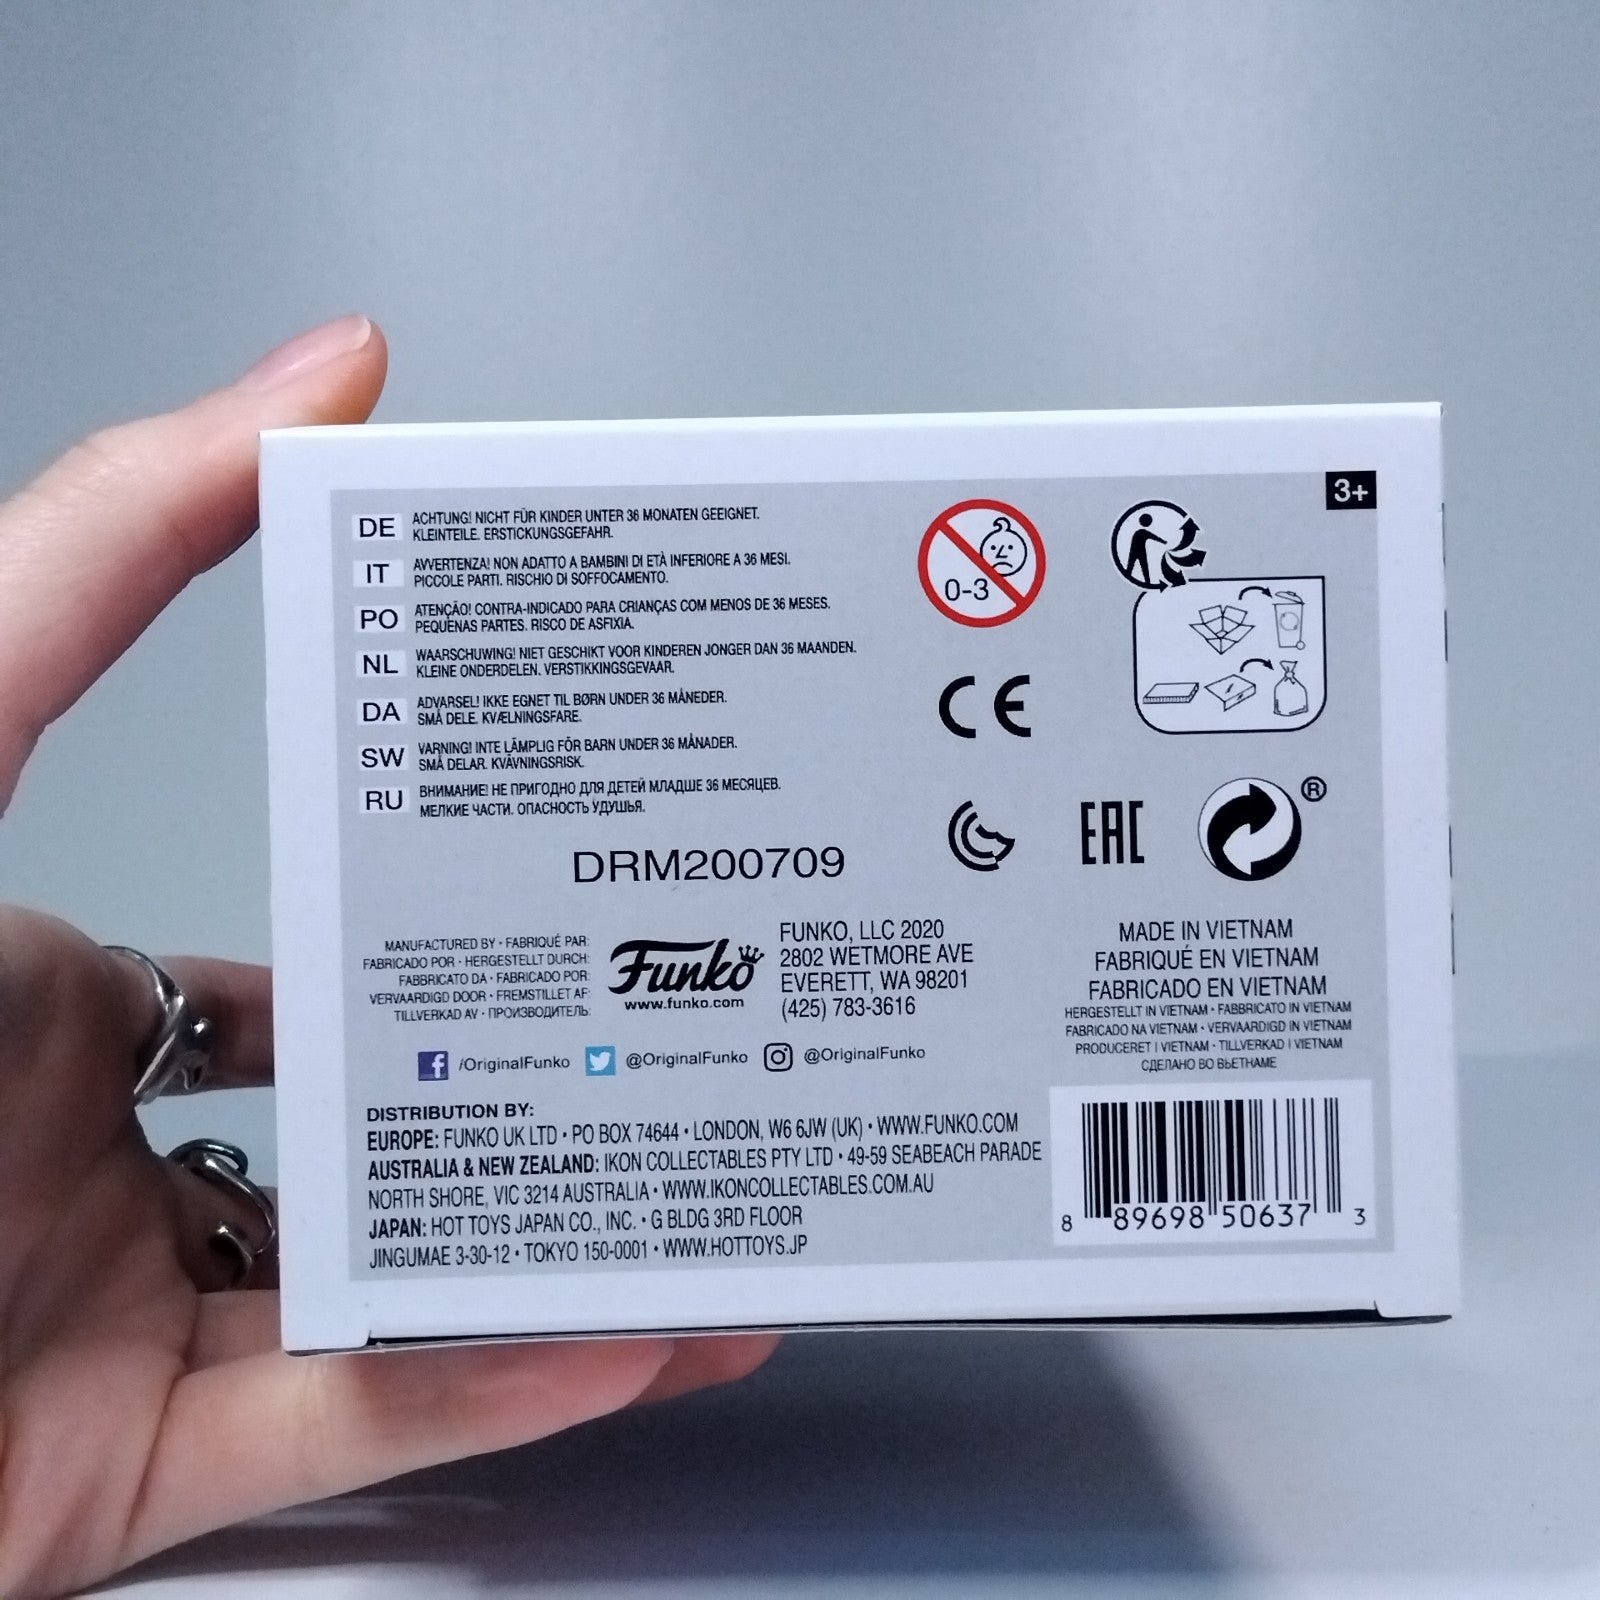 3+
DE ACHTUNG! NICHT FÜR KINDER UNTER 36 MONATEN GEEIGNET.
KLEINTEILE. ERSTICKUNGSGEFAHR.
IT AVVERTENZA! NON ADATTO A BAMBINI DI ETÀ INFERIORE A 36 MESI.
PICCOLE PARTI. RISCHIO DI SOFFOCAMENTO.
PO ATENÇÃO! CONTRA-INDICADO PARA CRIANÇAS COM MENOS DE 36 MESES.
PEQUENAS PARTES. RISCO DE ASFIXIA.
NL WAARSCHUWING! NIET GESCHIKT VOOR KINDEREN JONGER DAN 36 MAANDEN.
KLEINE ONDERDELEN. VERSTIKKINGSGEVAAR.
DA ADVARSEL! IKKE EGNET TIL BØRN UNDER 36 MÅNEDER.
SMÅ DELE. KVÆLNINGSFARE.
SW VARNING! INTE LÄMPLIG FÖR BARN UNDER 36 MÅNADER.
SMÅ DELAR. KVÄVNINGSRISK.
RU ВНИМАНИЕ! НЕ ПРИГОДНО ДЛЯ ДЕТЕЙ МЛАДШЕ 36 МЕСЯЦЕВ.
МЕЛКИЕ ЧАСТИ. ОПАСНОСТЬ УДУШЬЯ.
0-3
CE
EAC
®
DRM200709
MANUFACTURED BY • FABRIQUÉ PAR:
FABRICADO POR • HERGESTELLT DURCH:
FABBRICATO DA • FABRICADO POR:
VERVAARDIGD DOOR • FREMSTILLET AF:
TILLVERKAD AV • ПРОИЗВОДИТЕЛЬ:
Funko
www.funko.com
FUNKO, LLC 2020
2802 WETMORE AVE
EVERETT, WA 98201
(425) 783-3616
MADE IN VIETNAM
FABRIQUÉ EN VIETNAM
FABRICADO EN VIETNAM
HERGESTELLT IN VIETNAM • FABBRICATO IN VIETNAM
FABRICADO NA VIETNAM • VERVAARDIGD IN VIETNAM
PRODUCERET I VIETNAM • TILLVERKAD I VIETNAM
СДЕЛАНО ВО ВЬЕТНАМЕ
f /OriginalFunko @OriginalFunko @OriginalFunko
DISTRIBUTION BY:
EUROPE: FUNKO UK LTD • PO BOX 74644 • LONDON, W6 6JW (UK) • WWW.FUNKO.COM
AUSTRALIA & NEW ZEALAND: IKON COLLECTABLES PTY LTD • 49-59 SEABEACH PARADE
NORTH SHORE, VIC 3214 AUSTRALIA • WWW.IKONCOLLECTABLES.COM.AU
JAPAN: HOT TOYS JAPAN CO., INC. • G BLDG 3RD FLOOR
JINGUMAE 3-30-12 • TOKYO 150-0001 • WWW.HOTTOYS.JP
8 89698 50637 3